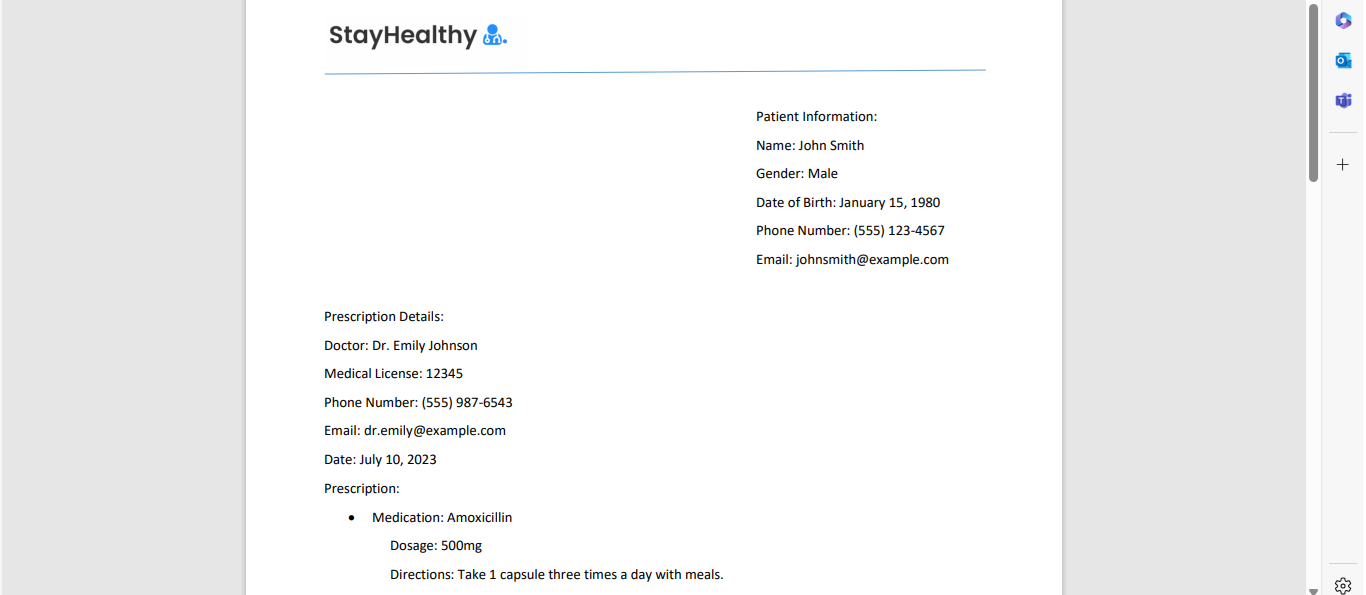 StayHealthy
Patient Information:
Name: John Smith
Gender: Male
Date of Birth: January 15, 1980
Phone Number: (555) 123-4567
Email: johnsmith@example.com
Prescription Details:
Doctor: Dr. Emily Johnson
Medical License: 12345
Phone Number: (555) 987-6543
Email: dr.emily@example.com
Date: July 10, 2023
Prescription:
• Medication: Amoxicillin
Dosage: 500mg
Directions: Take 1 capsule three times a day with meals.